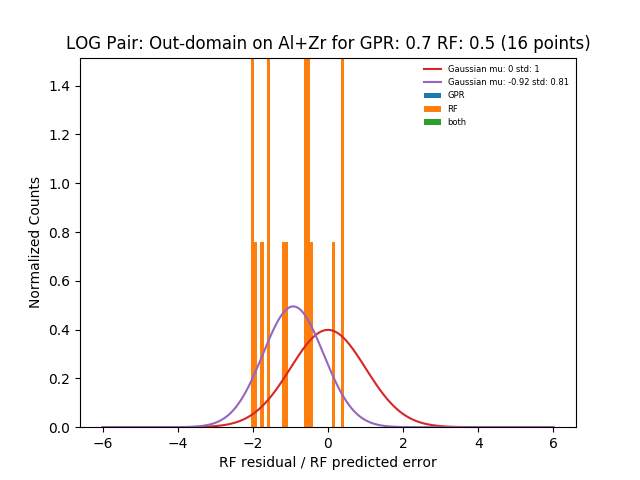 LOG Pair: Out-domain on Al+Zr for GPR: 0.7 RF: 0.5 (16 points)
Gaussian mu: 0 std: 1
Gaussian mu: -0.92 std: 0.81
GPR
RF
both
Normalized Counts
1.4
1.2
1.0
0.8
0.6
0.4
0.2
0.0
−6 −4 −2 0 2 4 6
RF residual / RF predicted error